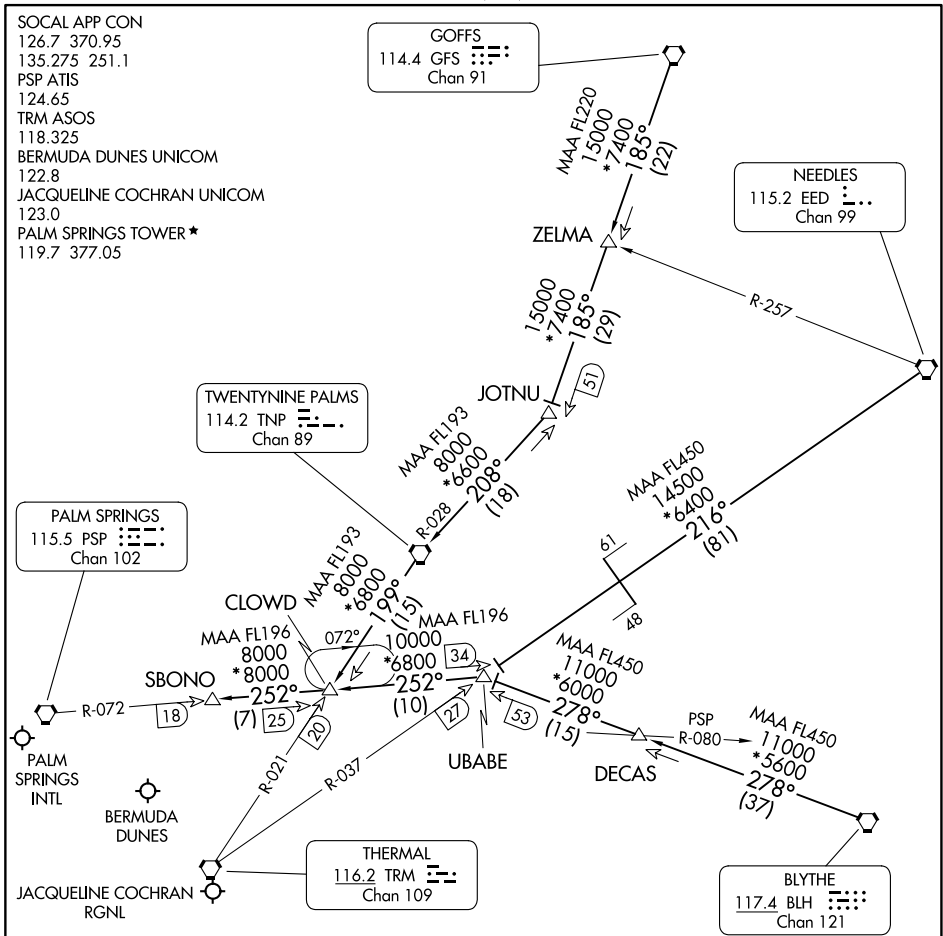 SOCAL APP CON
126.7 370.95
135.275 251.1
PSP ATIS
124.65
TRM ASOS
118.325
BERMUDA DUNES UNICOM
122.8
JACQUELINE COCHRAN UNICOM
123.0
PALM SPRINGS TOWER★
119.7 377.05
GOFFS
114.4 GFS
Chan 91
MAA FL220
15000
*7400
185°
(22)
NEEDLES
115.2 EED
Chan 99
ZELMA
R-257
15000
*7400
185°
(29)
JOTNU
51
TWENTYNINE PALMS
114.2 TNP
Chan 89
MAA FL193
8000
*6600
208°
(18)
R-028
MAA FL450
14500
*6400
216°
(81)
61
48
PALM SPRINGS
115.5 PSP
Chan 102
CLOWD
MAA FL193
8000
*6800
199°
(15)
072°
MAA FL196
8000
*8000
252°
(7)
MAA FL196
10000
*6800
252°
(10)
34
SBONO
R-072
18
25
20
27
53
R-021
R-037
UBABE
MAA FL450
11000
*6000
278°
(15)
PSP
R-080
DECAS
MAA FL450
11000
*5600
278°
(37)
PALM
SPRINGS
INTL
BERMUDA
DUNES
JACQUELINE COCHRAN
RGNL
THERMAL
116.2 TRM
Chan 109
BLYTHE
117.4 BLH
Chan 121